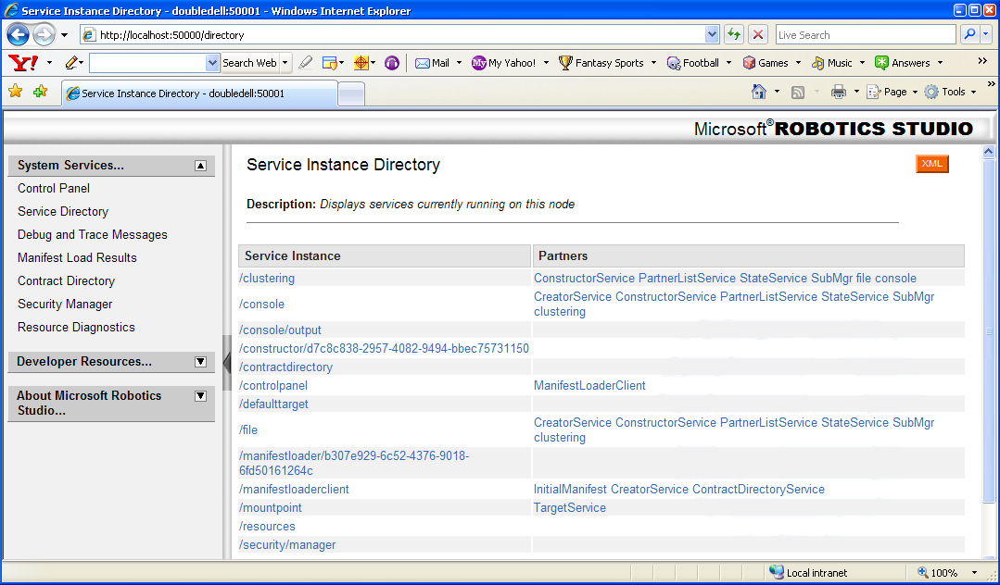 Service Instance Directory - doubledell:50001 - Windows Internet Explorer
http://localhost:50000/directory
Live Search
Y!
Search Web
Mail
My
My Yahoo!
Fantasy Sports
Football
Games
Music
Answers
Service Instance Directory - doubledell:50001
Page
Tools
Microsoft®ROBOTICS STUDIO
System Services...
Control Panel
Service Directory
Debug and Trace Messages
Manifest Load Results
Contract Directory
Security Manager
Resource Diagnostics
Developer Resources...
About Microsoft Robotics
Studio...
Service Instance Directory
XML
Description: Displays services currently running on this node
Service Instance Partners
/clustering ConstructorService PartnerListService StateService SubMgr file console
/console CreatorService ConstructorService PartnerListService StateService SubMgr
clustering
/console/output
/constructor/d7c8c838-2957-4082-9494-bbec75731150
/contractdirectory
/controlpanel ManifestLoaderClient
/defaulttarget
/file CreatorService ConstructorService PartnerListService StateService SubMgr
clustering
/manifestloader/b307e929-6c52-4376-9018-
6fd50161264c
/manifestloaderclient InitialManifest CreatorService ContractDirectoryService
/mountpoint TargetService
/resources
/security/manager
Local intranet
100%